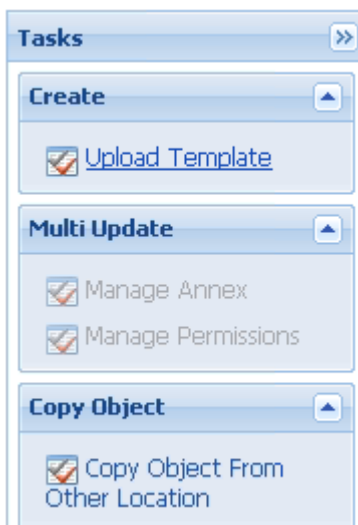 Tasks
Create
Upload Template
Multi Update
Manage Annex
Manage Permissions
Copy Object
Copy Object From
Other Location